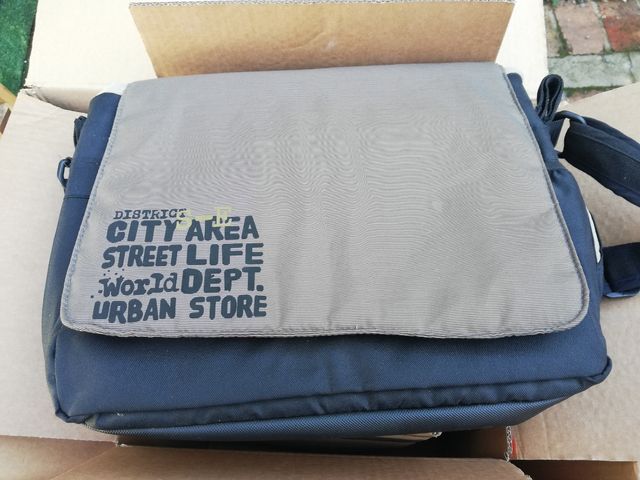 DISTRICT
CITY AREA
STREET LIFE
World DEPT.
URBAN STORE